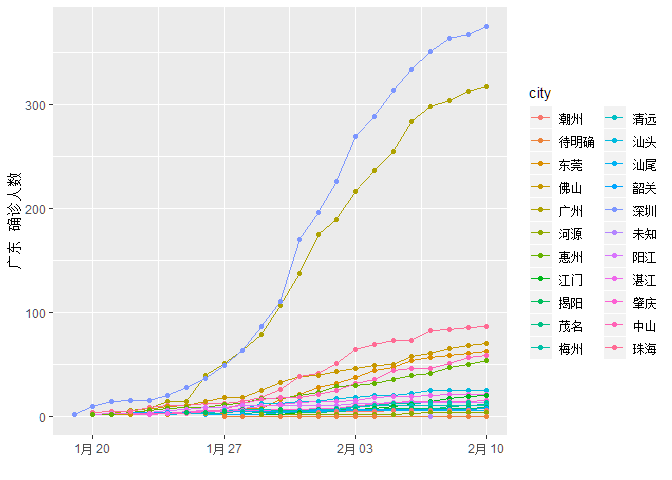 广东 确诊人数
300
200
100
0
1月 20
1月 27
2月 03
2月 10
city
潮州
待明确
东莞
佛山
广州
河源
惠州
江门
揭阳
茂名
梅州
清远
汕头
汕尾
韶关
深圳
未知
阳江
湛江
肇庆
中山
珠海